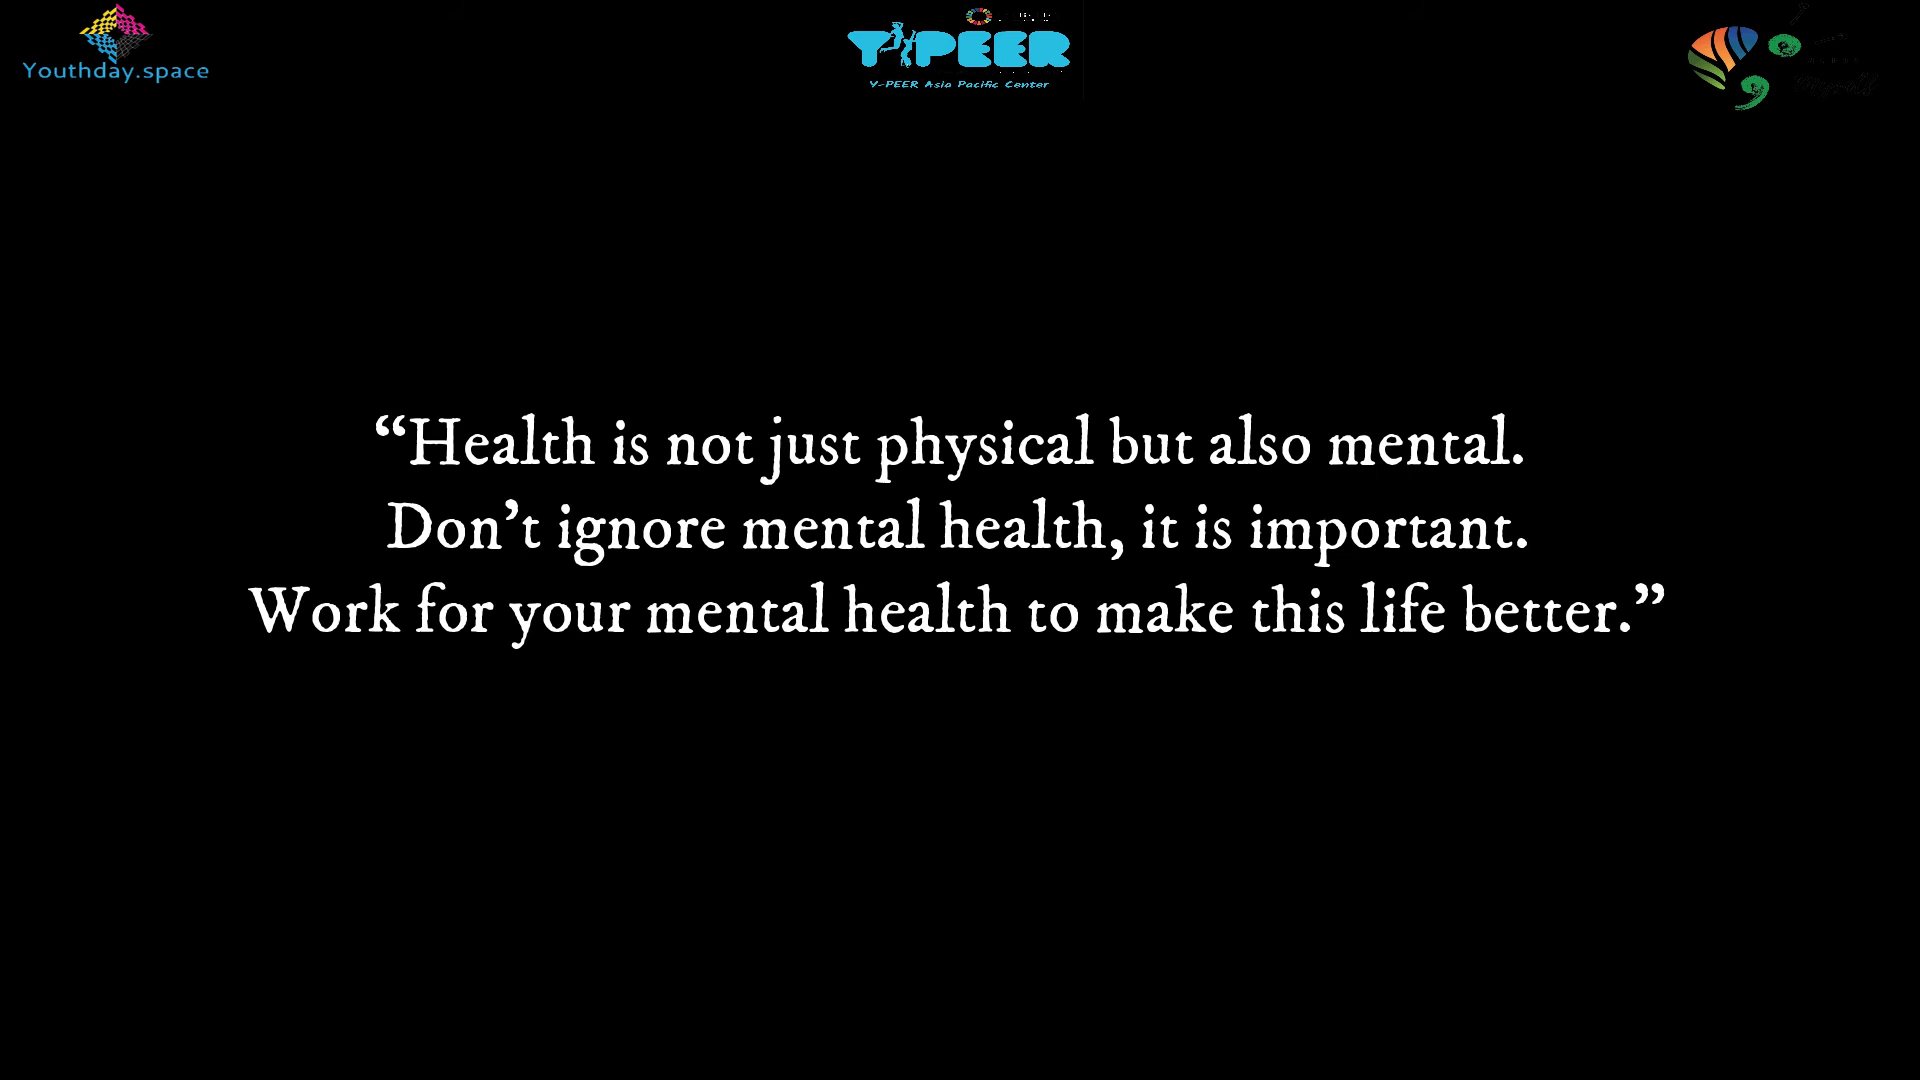 Youthday.space
Y-PEER
Y-PEER Asia Pacific Center
“Health is not just physical but also mental.
Don’t ignore mental health, it is important.
Work for your mental health to make this life better.”